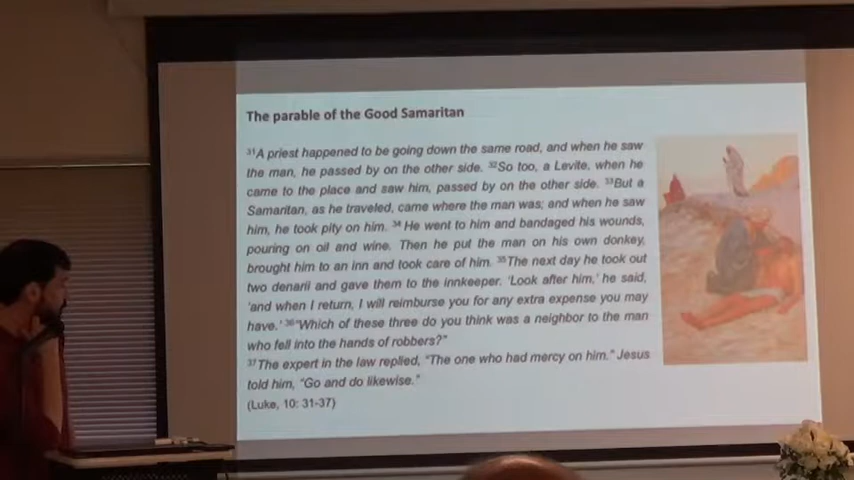 The parable of the Good Samaritan
³¹A priest happened to be going down the same road, and when he saw
the man, he passed by on the other side. ³²So too, a Levite, when he
came to the place and saw him, passed by on the other side. ³³But a
Samaritan, as he traveled, came where the man was; and when he saw
him, he took pity on him. ³⁴ He went to him and bandaged his wounds,
pouring on oil and wine. Then he put the man on his own donkey,
brought him to an inn and took care of him. ³⁵The next day he took out
two denarii and gave them to the innkeeper. 'Look after him,' he said,
'and when I return, I will reimburse you for any extra expense you may
have.' ³⁶"Which of these three do you think was a neighbor to the man
who fell into the hands of robbers?"
³⁷The expert in the law replied, "The one who had mercy on him." Jesus
told him, "Go and do likewise."
(Luke, 10: 31-37)